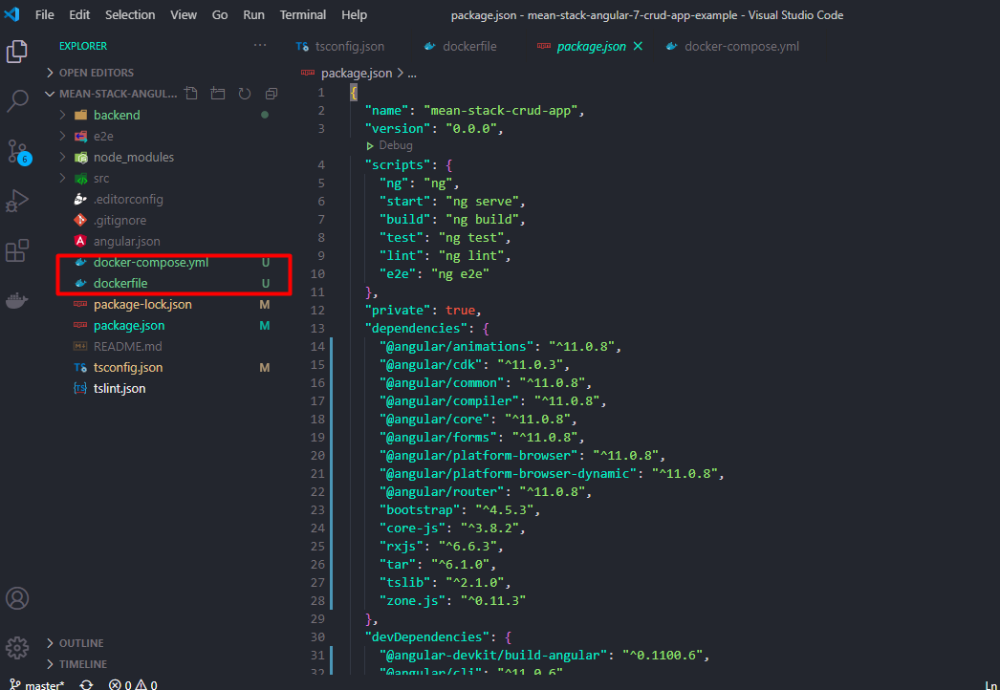 File Edit Selection View Go Run Terminal Help package.json - mean-stack-angular-7-crud-app-example - Visual Studio Code
EXPLORER ···
TS tsconfig.json dockerfile package.json docker-compose.yml
OPEN EDITORS
MEAN-STACK-ANGUL...
backend
e2e
node_modules
src
.editorconfig
.gitignore
A angular.json
docker-compose.yml U
dockerfile U
package-lock.json M
package.json M
README.md
TS tsconfig.json M
TS tslint.json
OUTLINE
TIMELINE
6
package.json > ...
1 {
2 "name": "mean-stack-crud-app",
3 "version": "0.0.0",
Debug
4 "scripts": {
5 "ng": "ng",
6 "start": "ng serve",
7 "build": "ng build",
8 "test": "ng test",
9 "lint": "ng lint",
10 "e2e": "ng e2e"
11 },
12 "private": true,
13 "dependencies": {
14 "@angular/animations": "^11.0.8",
15 "@angular/cdk": "^11.0.3",
16 "@angular/common": "^11.0.8",
17 "@angular/compiler": "^11.0.8",
18 "@angular/core": "^11.0.8",
19 "@angular/forms": "^11.0.8",
20 "@angular/platform-browser": "^11.0.8",
21 "@angular/platform-browser-dynamic": "^11.0.8",
22 "@angular/router": "^11.0.8",
23 "bootstrap": "^4.5.3",
24 "core-js": "^3.8.2",
25 "rxjs": "^6.6.3",
26 "tar": "^6.1.0",
27 "tslib": "^2.1.0",
28 "zone.js": "^0.11.3"
29 },
30 "devDependencies": {
31 "@angular-devkit/build-angular": "^0.1100.6",
32 "@angular/cli": "^11.0.6"
master* 0 0 Ln